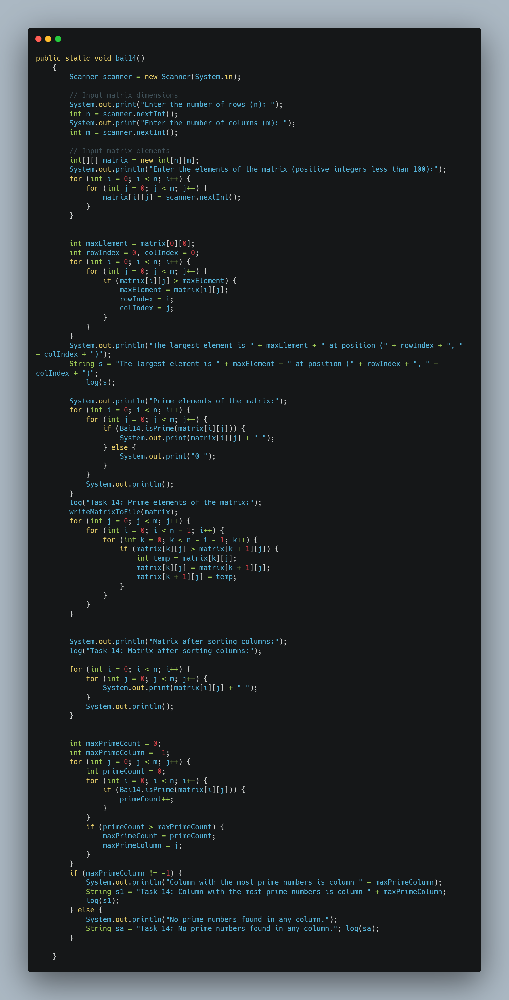 public static void bai14()
    {
        Scanner scanner = new Scanner(System.in);

        // Input matrix dimensions
        System.out.print("Enter the number of rows (n): ");
        int n = scanner.nextInt();
        System.out.print("Enter the number of columns (m): ");
        int m = scanner.nextInt();

        // Input matrix elements
        int[][] matrix = new int[n][m];
        System.out.println("Enter the elements of the matrix (positive integers less than 100):");
        for (int i = 0; i < n; i++) {
            for (int j = 0; j < m; j++) {
                matrix[i][j] = scanner.nextInt();
            }
        }


        int maxElement = matrix[0][0];
        int rowIndex = 0, colIndex = 0;
        for (int i = 0; i < n; i++) {
            for (int j = 0; j < m; j++) {
                if (matrix[i][j] > maxElement) {
                    maxElement = matrix[i][j];
                    rowIndex = i;
                    colIndex = j;
                }
            }
        }
        System.out.println("The largest element is " + maxElement + " at position (" + rowIndex + ", "
+ colIndex + ")");
        String s = "The largest element is " + maxElement + " at position (" + rowIndex + ", " +
colIndex + ")";
            log(s);

        System.out.println("Prime elements of the matrix:");
        for (int i = 0; i < n; i++) {
            for (int j = 0; j < m; j++) {
                if (Bai14.isPrime(matrix[i][j])) {
                    System.out.print(matrix[i][j] + " ");
                } else {
                    System.out.print("0 ");
                }
            }
            System.out.println();
        }
        log("Task 14: Prime elements of the matrix:");
        writeMatrixToFile(matrix);
        for (int j = 0; j < m; j++) {
            for (int i = 0; i < n - 1; i++) {
                for (int k = 0; k < n - i - 1; k++) {
                    if (matrix[k][j] > matrix[k + 1][j]) {
                        int temp = matrix[k][j];
                        matrix[k][j] = matrix[k + 1][j];
                        matrix[k + 1][j] = temp;
                    }
                }
            }
        }


        System.out.println("Matrix after sorting columns:");
        log("Task 14: Matrix after sorting columns:");

        for (int i = 0; i < n; i++) {
            for (int j = 0; j < m; j++) {
                System.out.print(matrix[i][j] + " ");
            }
            System.out.println();
        }


        int maxPrimeCount = 0;
        int maxPrimeColumn = -1;
        for (int j = 0; j < m; j++) {
            int primeCount = 0;
            for (int i = 0; i < n; i++) {
                if (Bai14.isPrime(matrix[i][j])) {
                    primeCount++;
                }
            }
            if (primeCount > maxPrimeCount) {
                maxPrimeCount = primeCount;
                maxPrimeColumn = j;
            }
        }
        if (maxPrimeColumn != -1) {
            System.out.println("Column with the most prime numbers is column " + maxPrimeColumn);
            String s1 = "Task 14: Column with the most prime numbers is column " + maxPrimeColumn;
            log(s1);
        } else {
            System.out.println("No prime numbers found in any column.");
            String sa = "Task 14: No prime numbers found in any column."; log(sa);
        }

    }